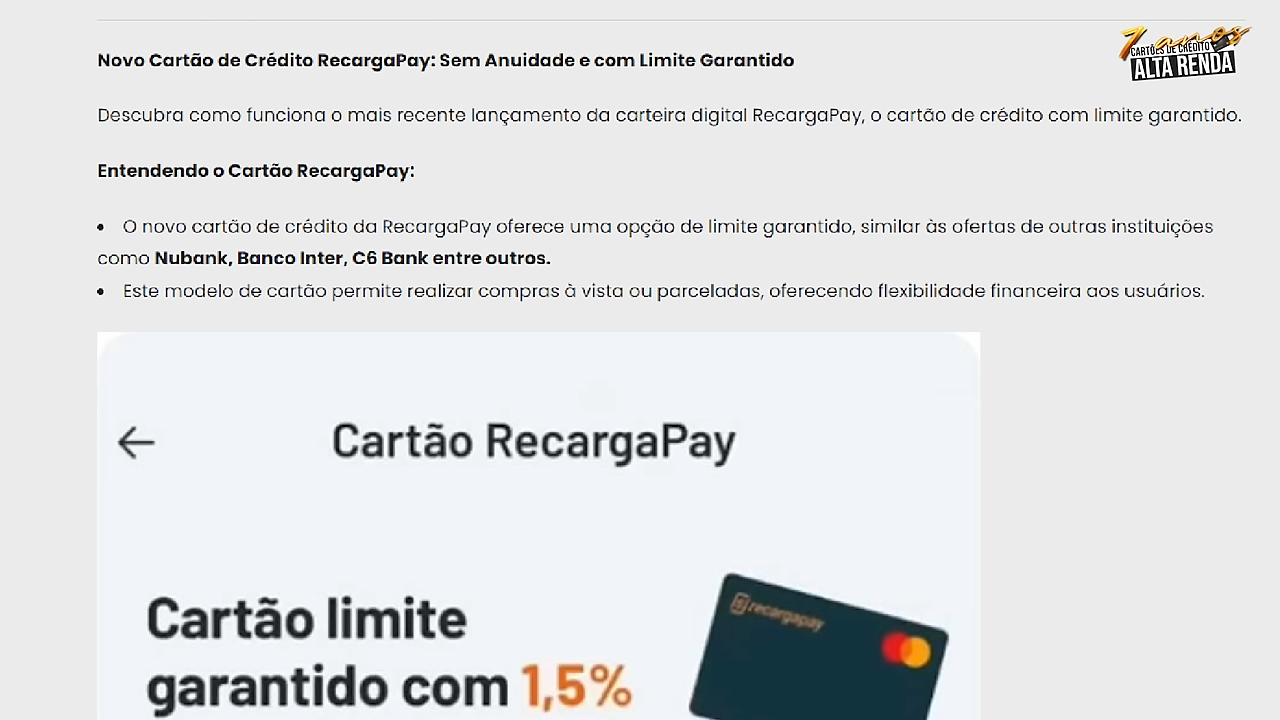 7 anos
CARTÕES DE CRÉDITO
ALTA RENDA
Novo Cartão de Crédito RecargaPay: Sem Anuidade e com Limite Garantido
Descubra como funciona o mais recente lançamento da carteira digital RecargaPay, o cartão de crédito com limite garantido.
Entendendo o Cartão RecargaPay:
• O novo cartão de crédito da RecargaPay oferece uma opção de limite garantido, similar às ofertas de outras instituições
como Nubank, Banco Inter, C6 Bank entre outros.
• Este modelo de cartão permite realizar compras à vista ou parceladas, oferecendo flexibilidade financeira aos usuários.
Cartão RecargaPay
Cartão limite
garantido com 1,5%
recargapay